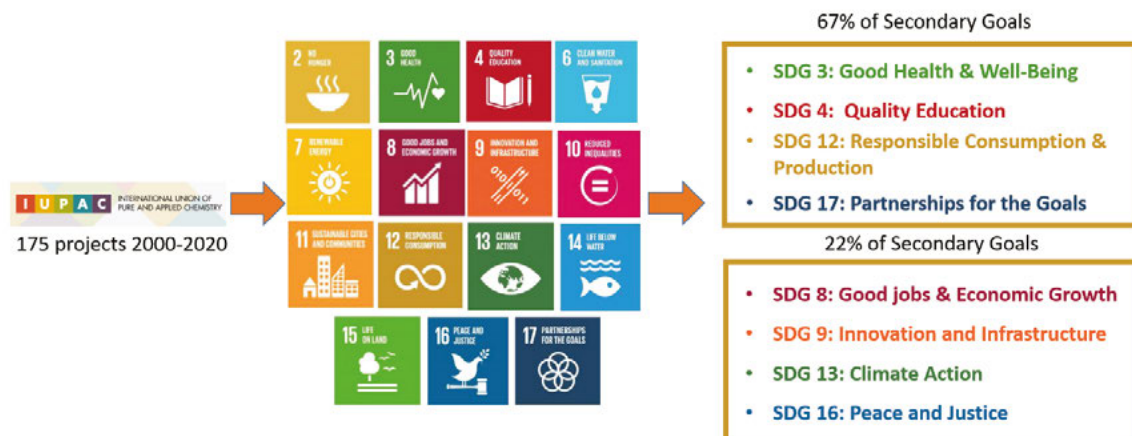 I U P A C
INTERNATIONAL UNION OF
PURE AND APPLIED CHEMISTRY
175 projects 2000-2020
2 NO
HUNGER
3 GOOD
HEALTH
4 QUALITY
EDUCATION
6 CLEAN WATER
AND SANITATION
7 RENEWABLE
ENERGY
8 GOOD JOBS AND
ECONOMIC GROWTH
9 INNOVATION AND
INFRASTRUCTURE
10 REDUCED
INEQUALITIES
11 SUSTAINABLE CITIES
AND COMMUNITIES
12 RESPONSIBLE
CONSUMPTION
13 CLIMATE
ACTION
14 LIFE BELOW
WATER
15 LIFE
ON LAND
16 PEACE AND
JUSTICE
17 PARTNERSHIPS
FOR THE GOALS
67% of Secondary Goals
• SDG 3: Good Health & Well-Being
• SDG 4: Quality Education
• SDG 12: Responsible Consumption &
Production
• SDG 17: Partnerships for the Goals
22% of Secondary Goals
• SDG 8: Good jobs & Economic Growth
• SDG 9: Innovation and Infrastructure
• SDG 13: Climate Action
• SDG 16: Peace and Justice